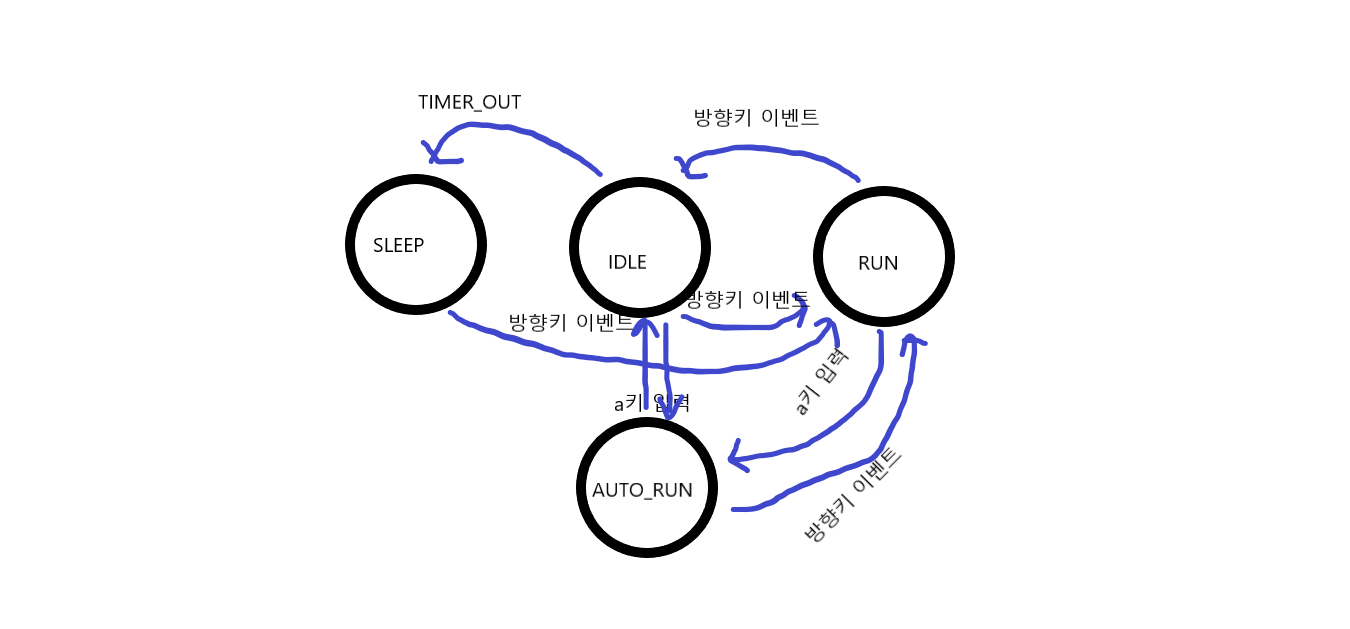 TIMER_OUT
방향키 이벤트
SLEEP
IDLE
RUN
방향키 이벤트
방향키 이벤트
a키 입력
a키 입력
AUTO_RUN
방향키 이벤트